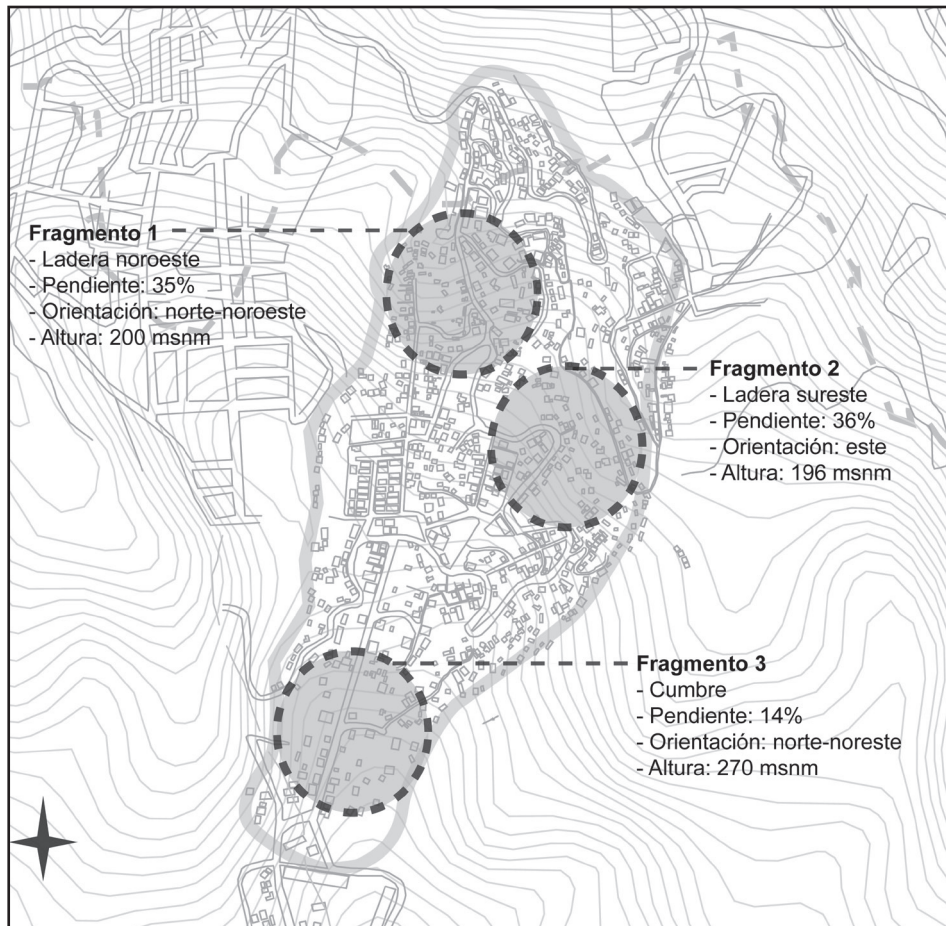 Fragmento 1
- Ladera noroeste
- Pendiente: 35%
- Orientación: norte-noroeste
- Altura: 200 msnm
Fragmento 2
- Ladera sureste
- Pendiente: 36%
- Orientación: este
- Altura: 196 msnm
Fragmento 3
- Cumbre
- Pendiente: 14%
- Orientación: norte-noreste
- Altura: 270 msnm